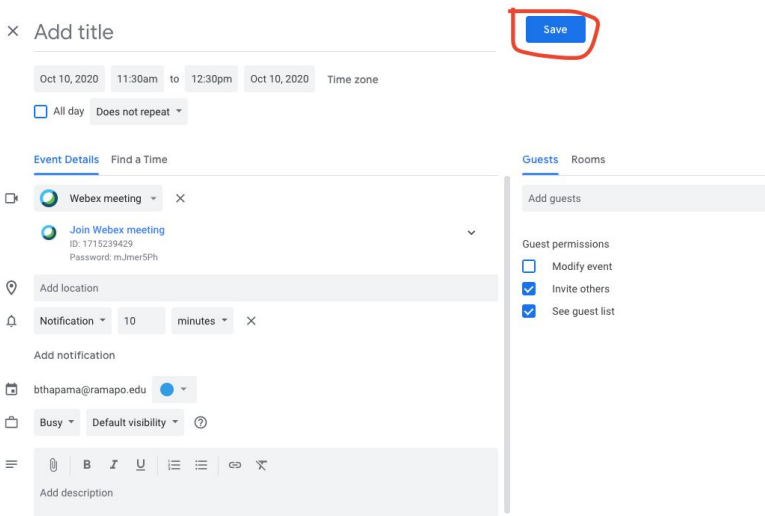 Add title
Save
Oct 10, 2020 11:30am to 12:30pm Oct 10, 2020 Time zone
All day Does not repeat
Event Details Find a Time
Guests Rooms
Webex meeting
Add guests
Join Webex meeting
ID: 1715239429
Password: mJmer5Ph
Guest permissions
Modify event
Invite others
See guest list
Add location
Notification 10 minutes
Add notification
bthapama@ramapo.edu
Busy Default visibility
B I U
Add description